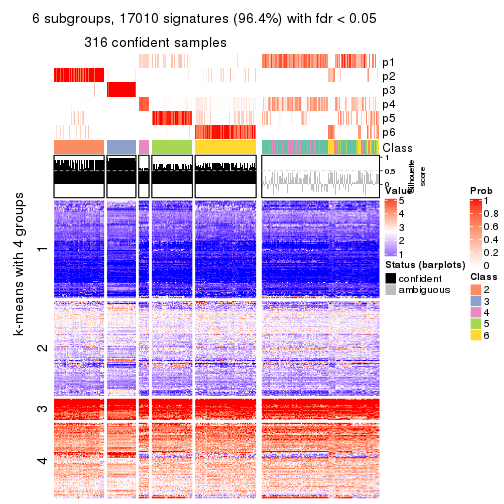 6 subgroups, 17010 signatures (96.4%) with fdr < 0.05
316 confident samples
p1
p2
p3
p4
p5
p6
Class
1
0.5
0
Silhouette
score
k-means with 4 groups
1
2
3
4
Value
5
4
3
2
1
Status (barplots)
confident
ambiguous
Prob
1
0.8
0.6
0.4
0.2
0
Class
2
3
4
5
6